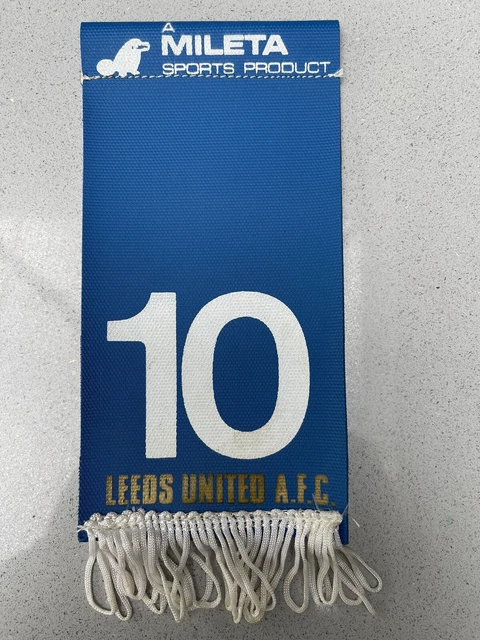 A
MILETA
SPORTS PRODUCT
10
LEEDS UNITED A.F.C.